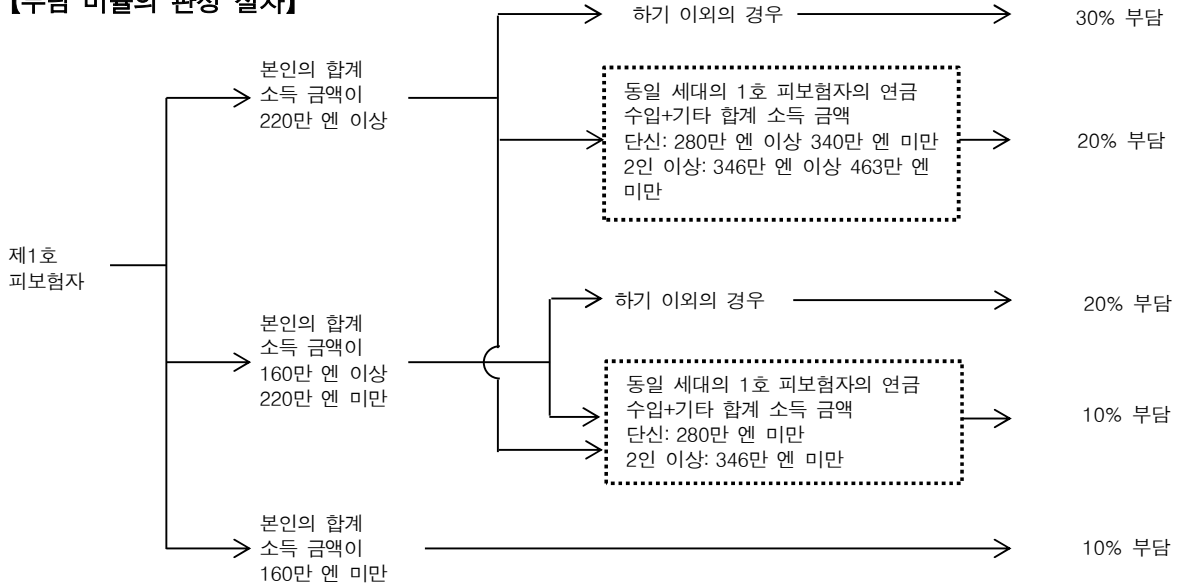 【부담 비율의 판정 절차】
하기 이외의 경우
30% 부담
본인의 합계
소득 금액이
220만 엔 이상
동일 세대의 1호 피보험자의 연금
수입+기타 합계 소득 금액
단신: 280만 엔 이상 340만 엔 미만
2인 이상: 346만 엔 이상 463만 엔
미만
20% 부담
제1호
피보험자
하기 이외의 경우
20% 부담
본인의 합계
소득 금액이
160만 엔 이상
220만 엔 미만
동일 세대의 1호 피보험자의 연금
수입+기타 합계 소득 금액
단신: 280만 엔 미만
2인 이상: 346만 엔 미만
10% 부담
본인의 합계
소득 금액이
160만 엔 미만
10% 부담